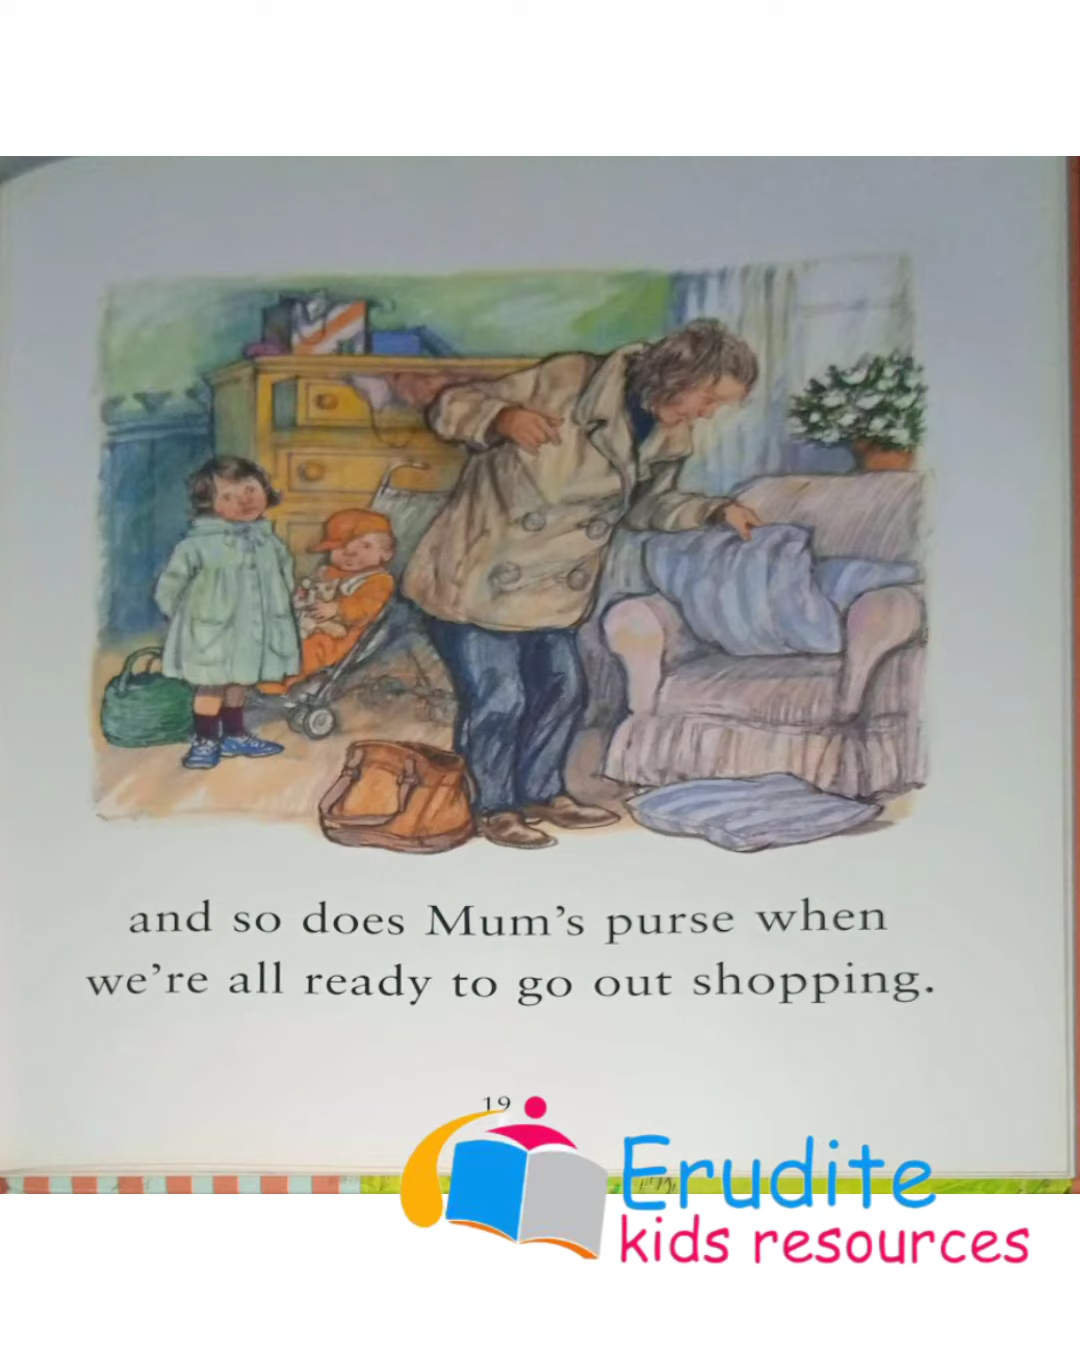 and so does Mum's purse when
we're all ready to go out shopping.
19
Erudite
kids resources